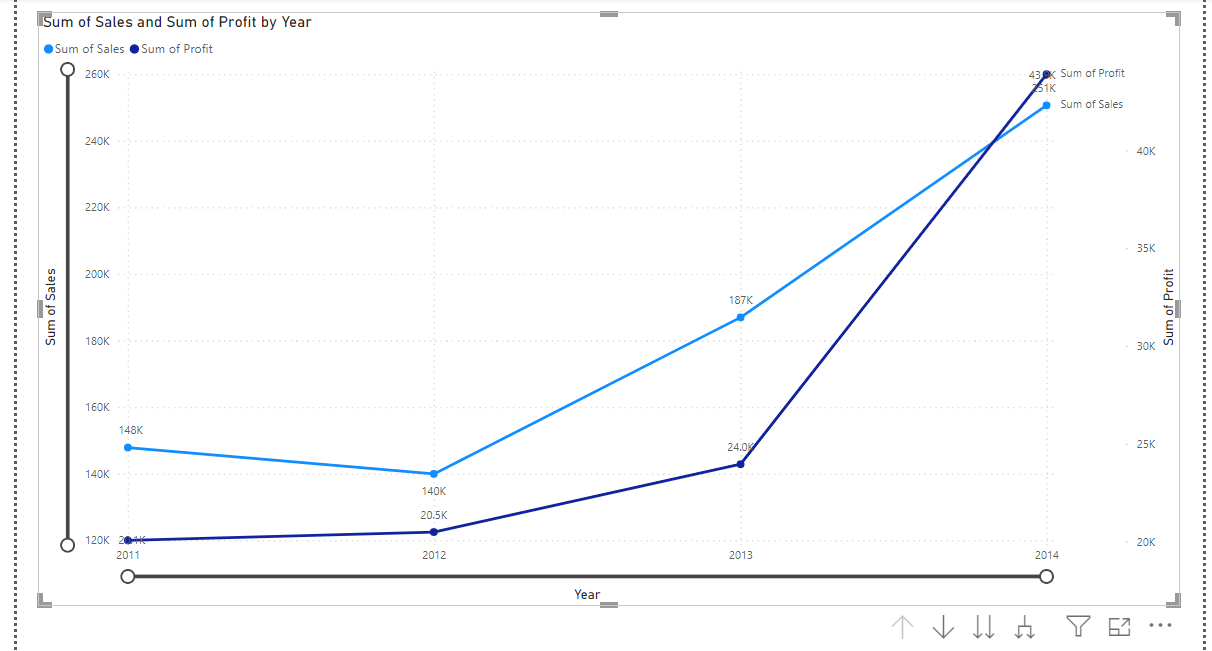 Sum of Sales and Sum of Profit by Year
Sum of Sales Sum of Profit
260K
240K
220K
200K
180K
160K
140K
120K
Sum of Sales
148K
140K
187K
251K
20.5K
24.0K
Sum of Profit
Sum of Sales
40K
35K
30K
25K
20K
Sum of Profit
2011 2012 2013 2014
Year